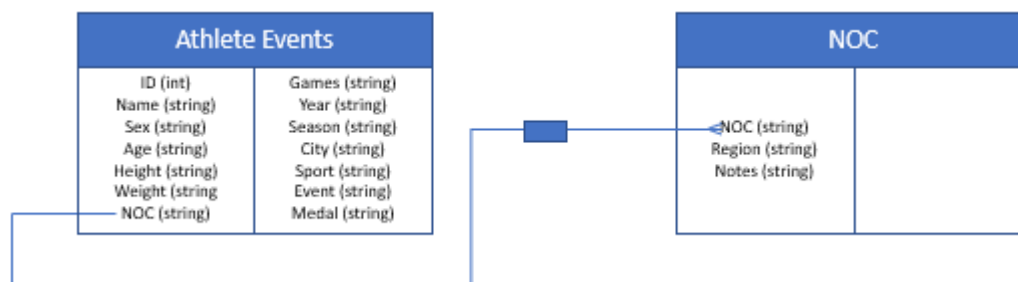 Athlete Events
ID (int)
Name (string)
Sex (string)
Age (string)
Height (string)
Weight (string
NOC (string)
Games (string)
Year (string)
Season (string)
City (string)
Sport (string)
Event (string)
Medal (string)
NOC
NOC (string)
Region (string)
Notes (string)